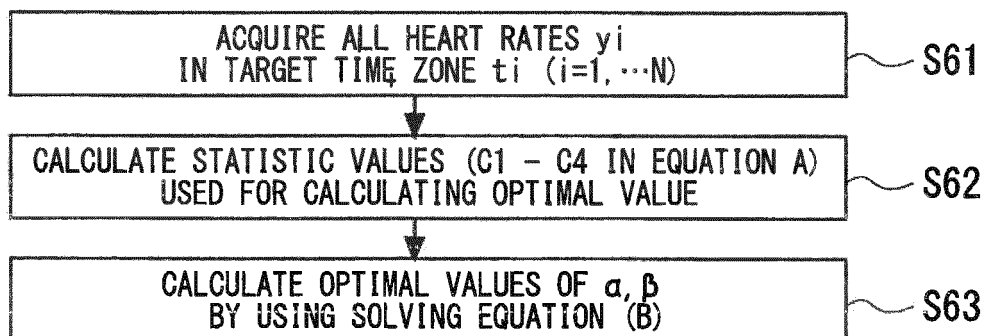 ACQUIRE ALL HEART RATES yi
IN TARGET TIME ZONE ti (i=1, ···N)
S61
CALCULATE STATISTIC VALUES (C1 - C4 IN EQUATION A)
USED FOR CALCULATING OPTIMAL VALUE
S62
CALCULATE OPTIMAL VALUES OF α, β
BY USING SOLVING EQUATION (B)
S63